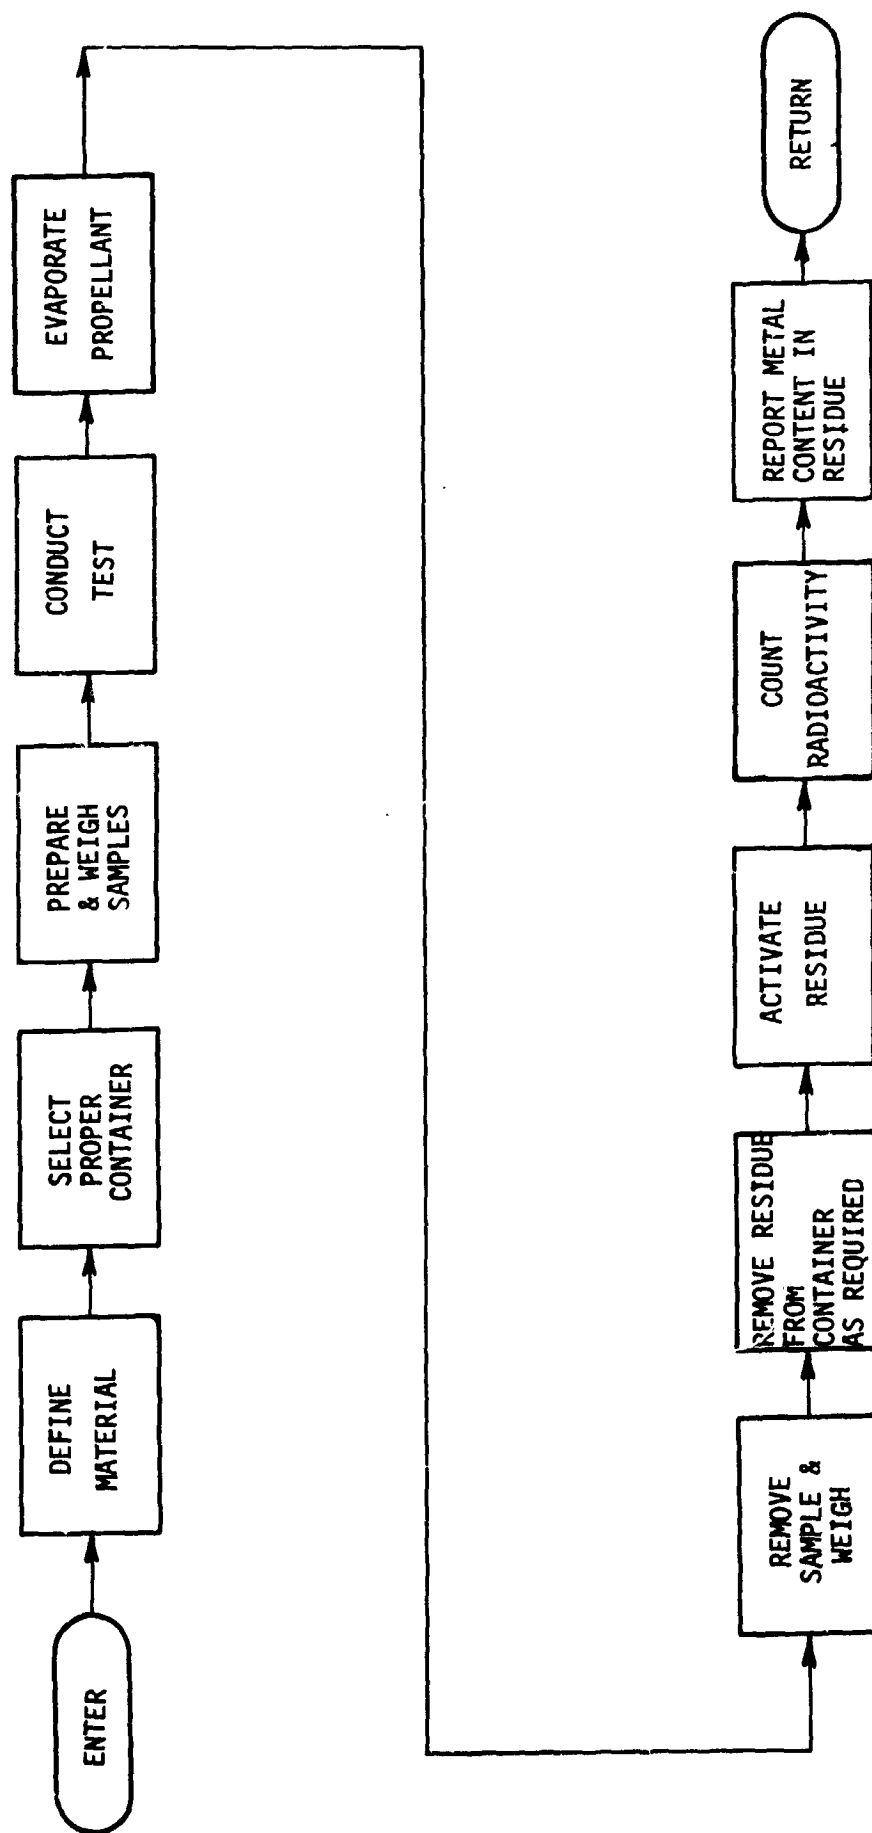 ENTER
DEFINE
MATERIAL
SELECT
PROPER
CONTAINER
PREPARE
& WEIGH
SAMPLES
CONDUCT
TEST
EVAPORATE
PROPELLANT
REMOVE
SAMPLE &
WEIGH
REMOVE RESIDUE
FROM
CONTAINER
AS REQUIRED
ACTIVATE
RESIDUE
COUNT
RADIOACTIVITY
REPORT METAL
CONTENT IN
RESIDUE
RETURN